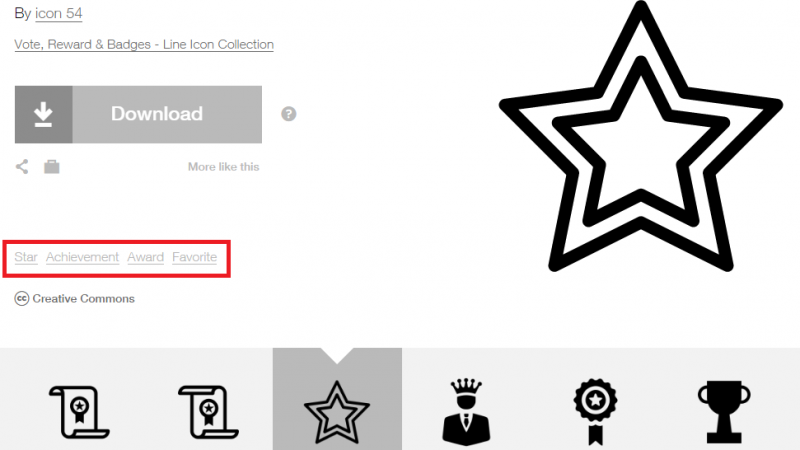 By icon 54
Vote, Reward & Badges - Line Icon Collection
Download
?
More like this
Star Achievement Award Favorite
cc Creative Commons